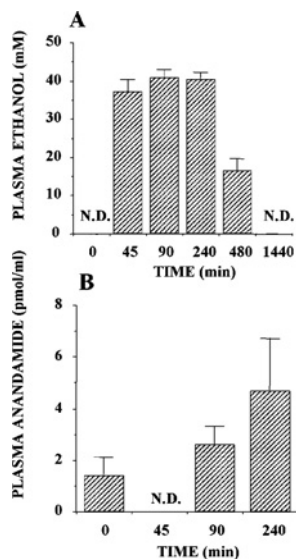 A
PLASMA ETHANOL (mM)
50
40
30
20
10
0
N.D.
N.D.
0 45 90 240 480 1440
TIME (min)
B
PLASMA ANANDAMIDE (pmol/ml)
8
6
4
2
0
N.D.
0 45 90 240
TIME (min)